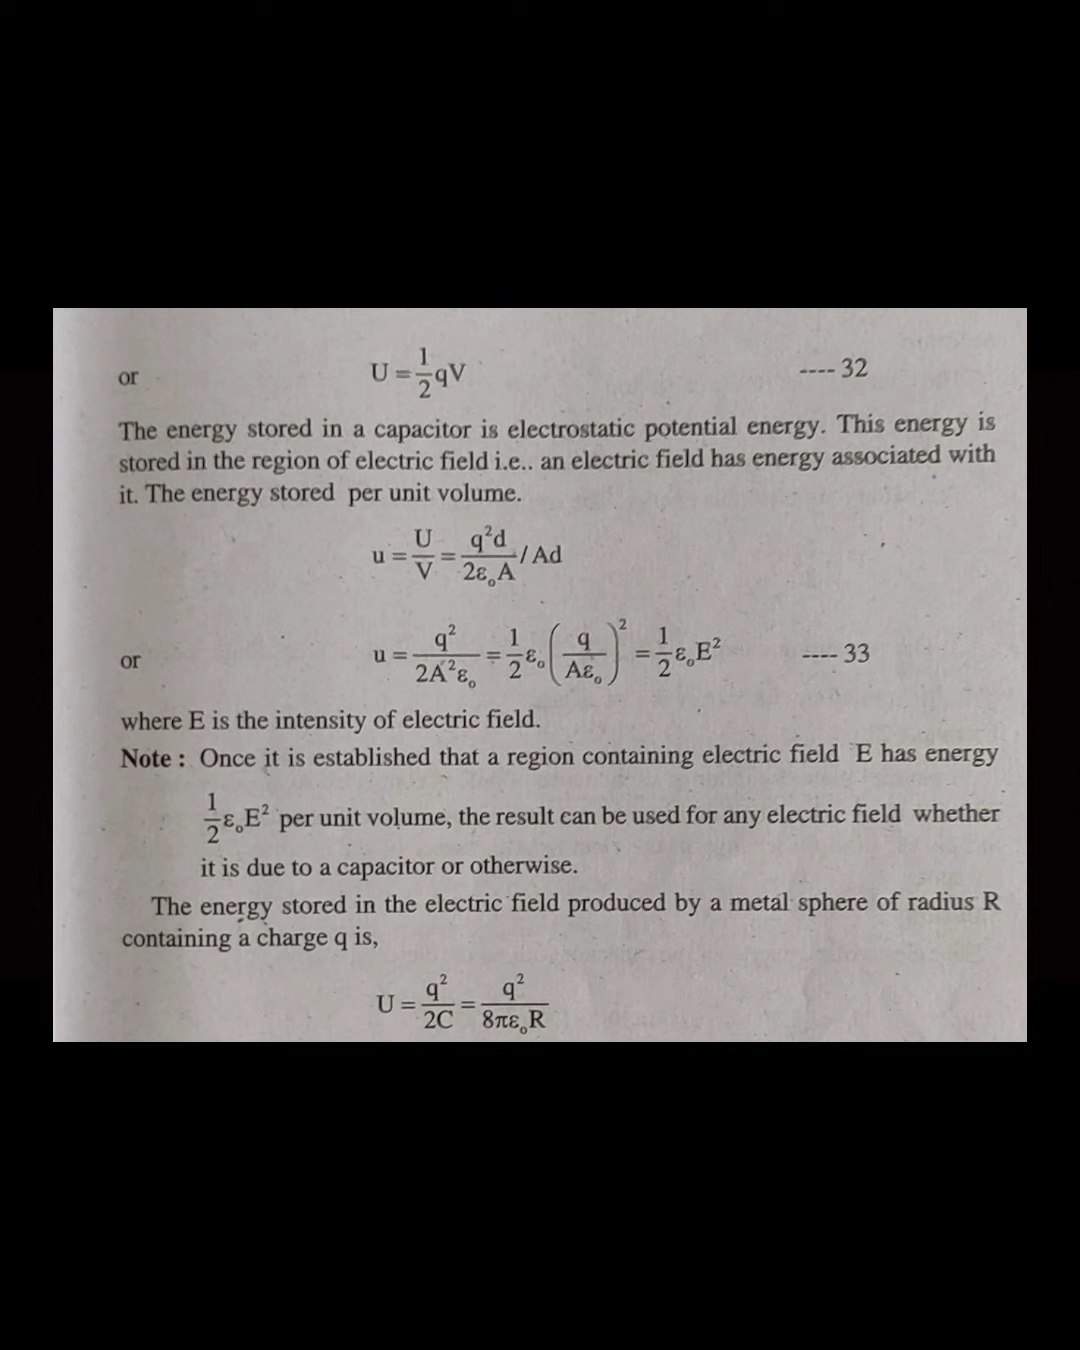 or U = 1/2 qV ---- 32
The energy stored in a capacitor is electrostatic potential energy. This energy is
stored in the region of electric field i.e.. an electric field has energy associated with
it. The energy stored per unit volume.
u = U/V = q²d/2ε₀A / Ad
or u = q²/2A²ε₀ = 1/2 ε₀ (q/Aε₀)² = 1/2 ε₀E² ---- 33
where E is the intensity of electric field.
Note : Once it is established that a region containing electric field E has energy
1/2 ε₀E² per unit volume, the result can be used for any electric field whether
it is due to a capacitor or otherwise.
The energy stored in the electric field produced by a metal sphere of radius R
containing a charge q is,
U = q²/2C = q²/8πε₀R